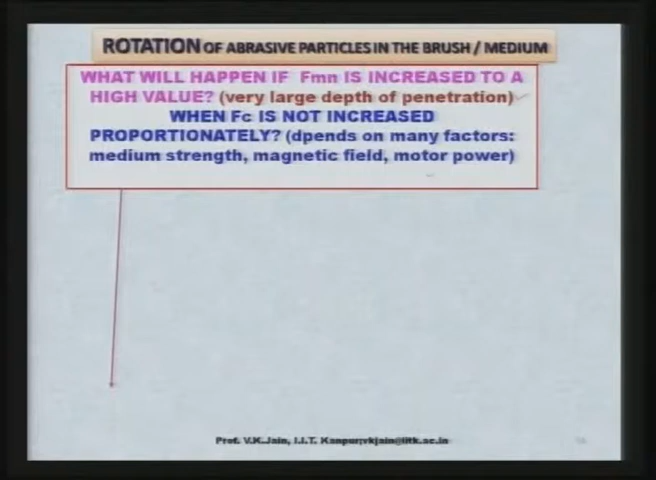 ROTATION OF ABRASIVE PARTICLES IN THE BRUSH / MEDIUM
WHAT WILL HAPPEN IF Fmn IS INCREASED TO A
HIGH VALUE? (very large depth of penetration)
WHEN Fc IS NOT INCREASED
PROPORTIONATELY? (dpends on many factors:
medium strength, magnetic field, motor power)
Prof. V.K.Jain, I.I.T. Kanpur;vkjain@iitk.ac.in